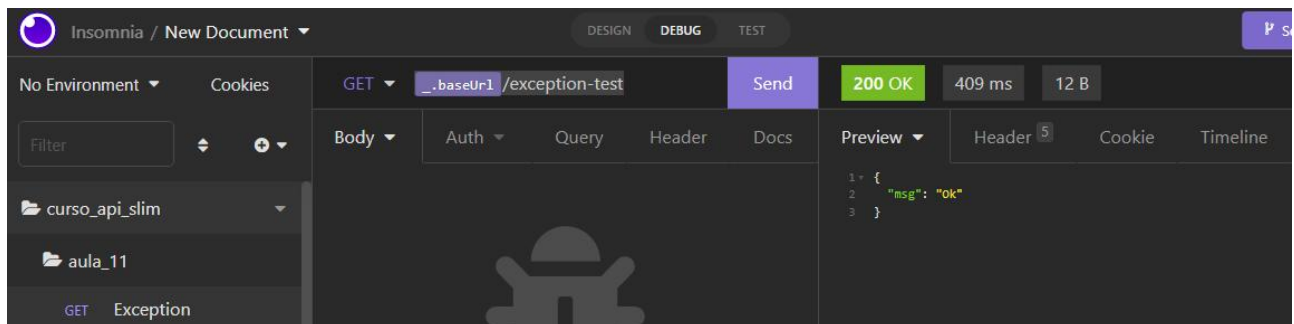 Insomnia / New Document
DESIGN DEBUG TEST
No Environment Cookies
GET _.baseUrl /exception-test Send
200 OK 409 ms 12 B
Filter
Body Auth Query Header Docs
Preview Header 5 Cookie Timeline
1 {
2 "msg": "Ok"
3 }
curso_api_slim
aula_11
GET Exception